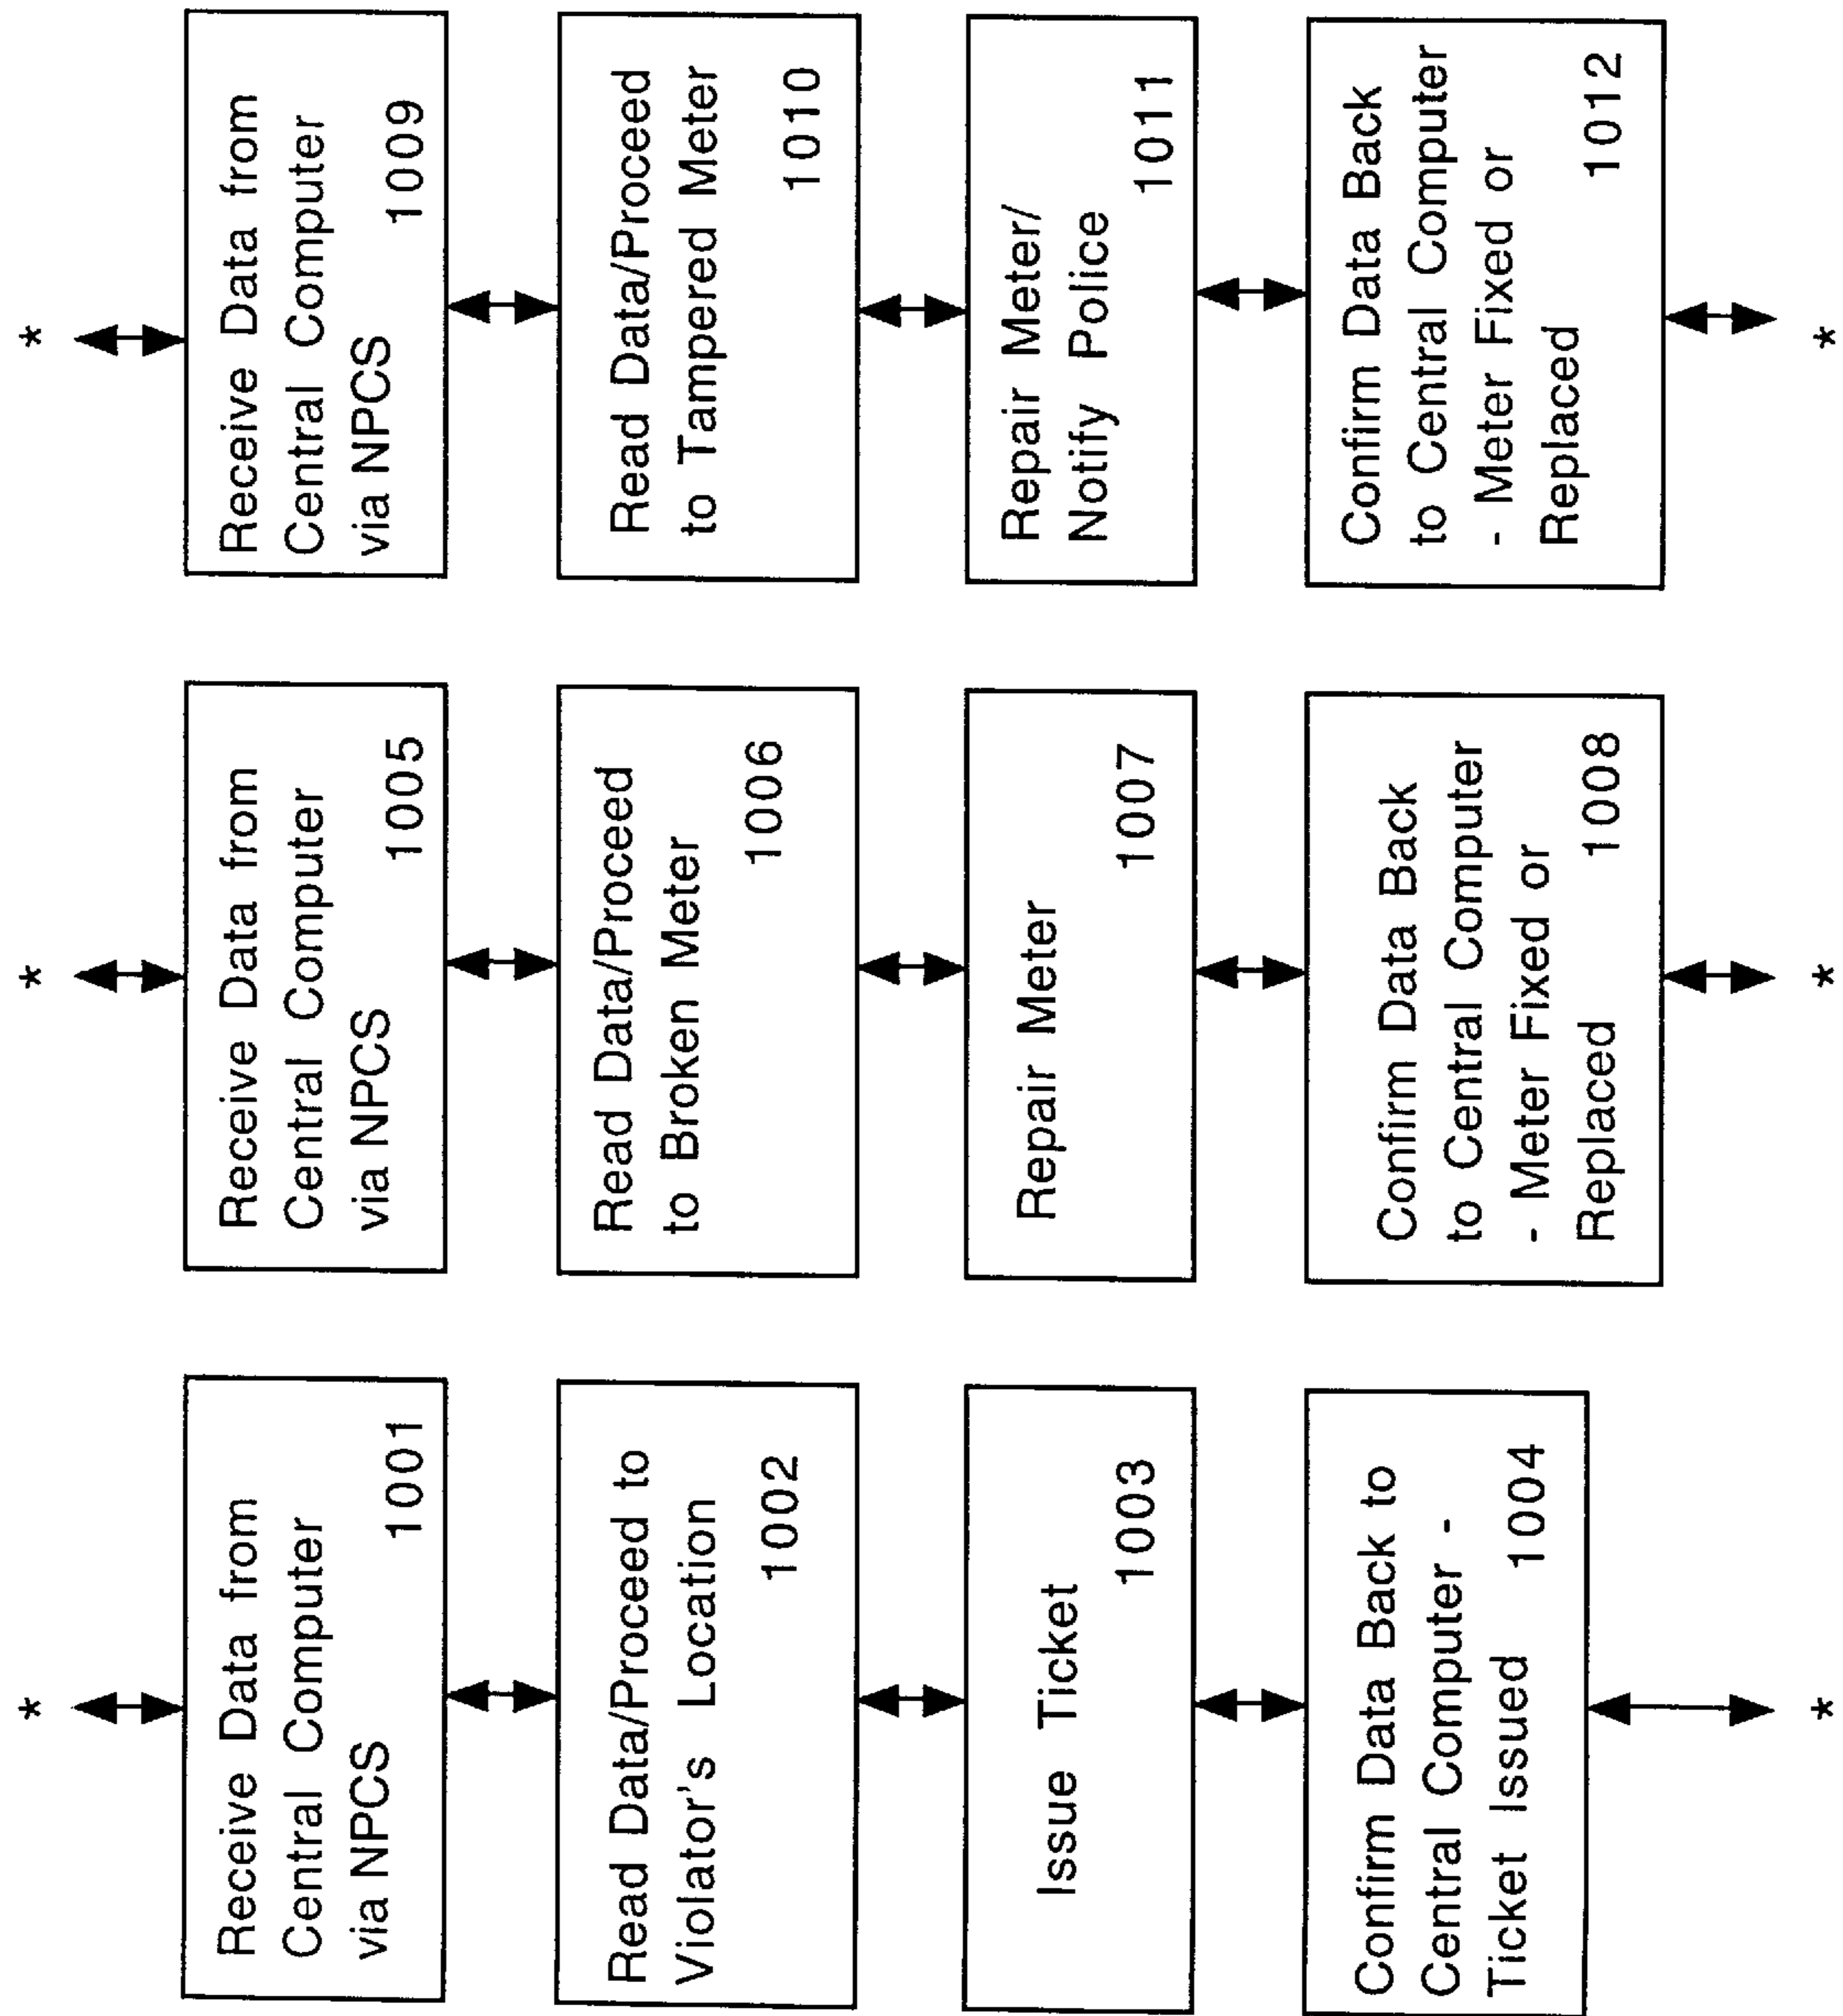 *
Receive Data from
Central Computer
via NPCS
1001
Read Data/Proceed to
Violator's Location
1002
Issue Ticket
1003
Confirm Data Back to
Central Computer -
Ticket Issued 1004
*
*
Receive Data from
Central Computer
via NPCS
1005
Read Data/Proceed
to Broken Meter
1006
Repair Meter
1007
Confirm Data Back
to Central Computer
- Meter Fixed or
Replaced 1008
*
*
Receive Data from
Central Computer
via NPCS
1009
Read Data/Proceed
to Tampered Meter
1010
Repair Meter/
Notify Police
1011
Confirm Data Back
to Central Computer
- Meter Fixed or
Replaced 1012
*